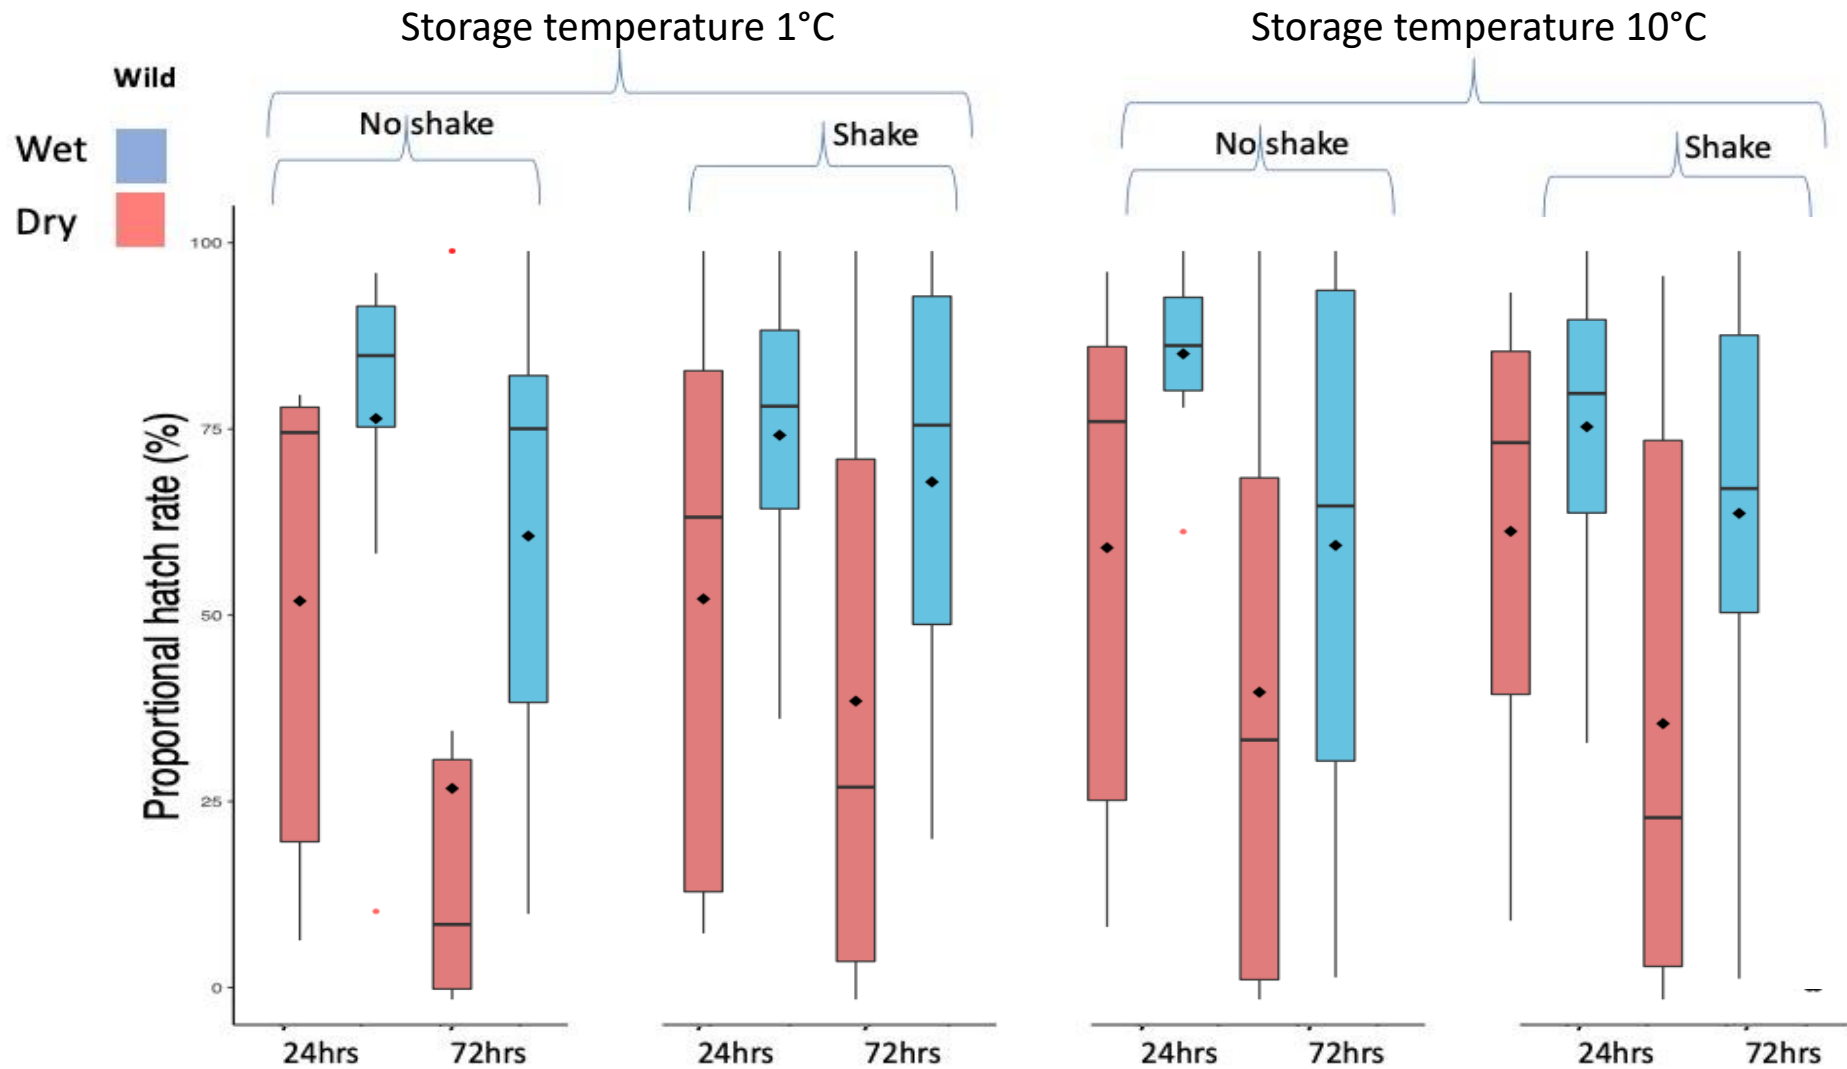 Storage temperature 1°C
Storage temperature 10°C
Wild
Wet
Dry
No shake
Shake
No shake
Shake
Proportional hatch rate (%)
100
75
50
25
0
24hrs
72hrs
24hrs
72hrs
24hrs
72hrs
24hrs
72hrs